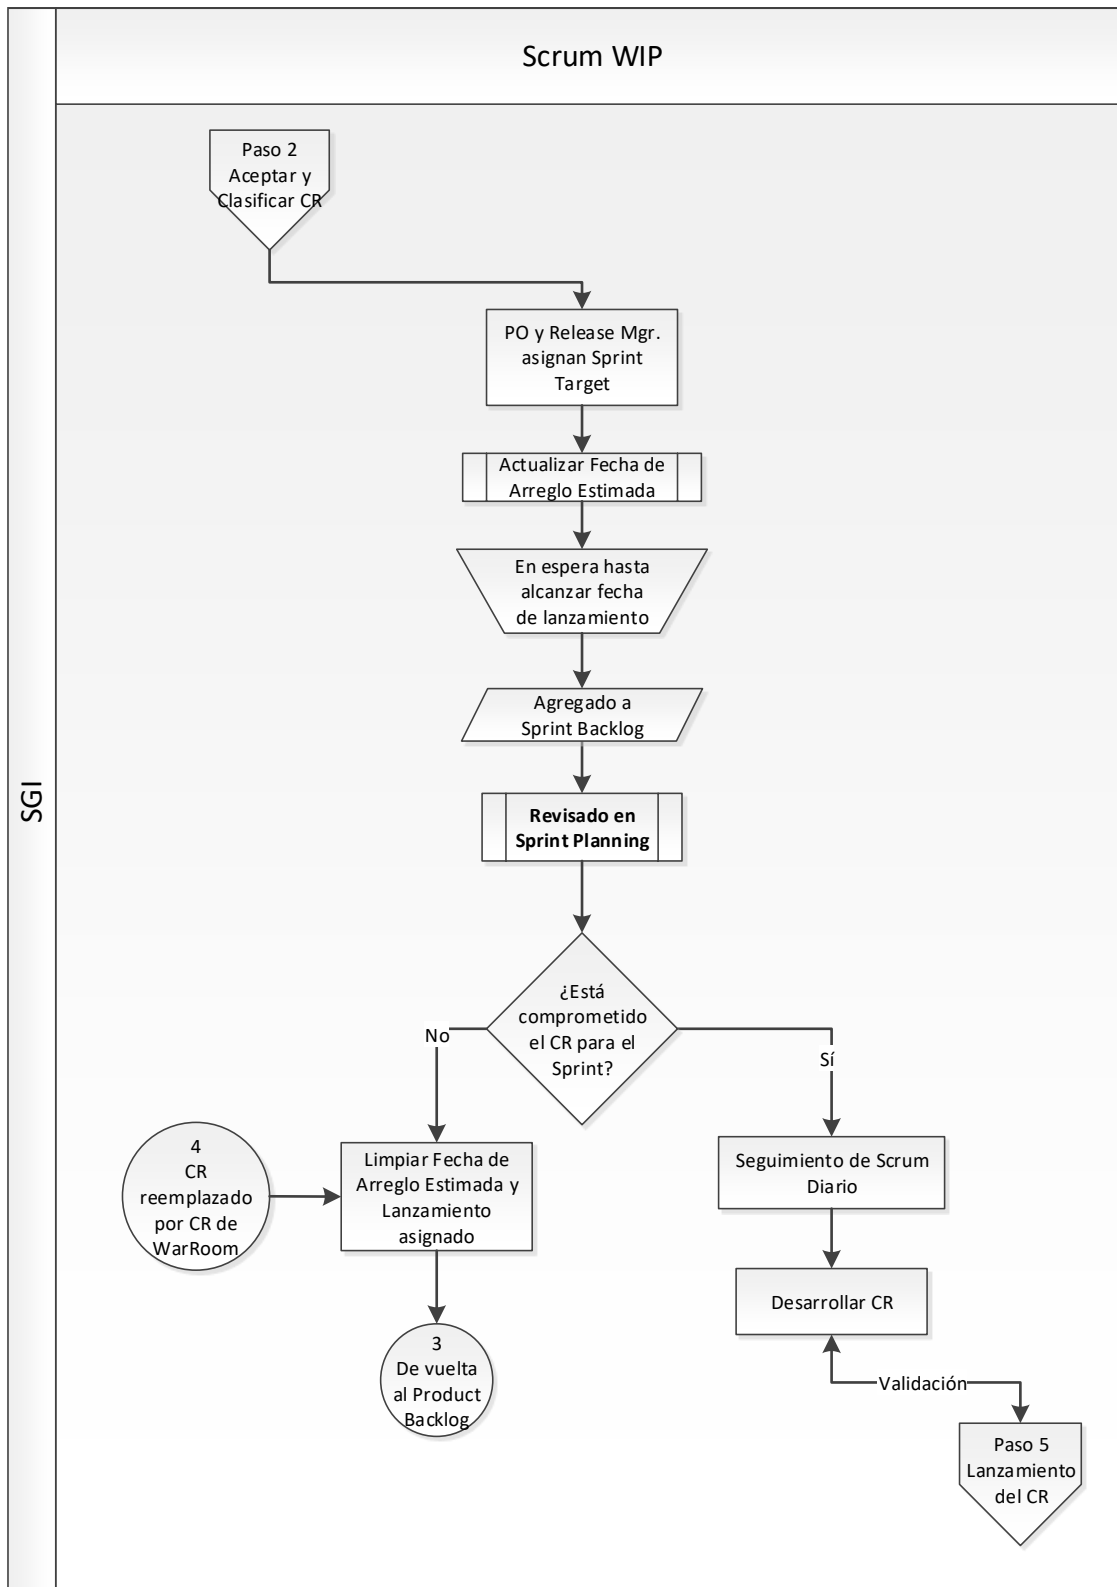 Scrum WIP
SGI
Paso 2
Aceptar y
Clasificar CR
PO y Release Mgr.
asignan Sprint
Target
Actualizar Fecha de
Arreglo Estimada
En espera hasta
alcanzar fecha
de lanzamiento
Agregado a
Sprint Backlog
Revisado en
Sprint Planning
¿Está
comprometido
el CR para el
Sprint?
No
Sí
4
CR
reemplazado
por CR de
WarRoom
Limpiar Fecha de
Arreglo Estimada y
Lanzamiento
asignado
Seguimiento de Scrum
Diario
Desarrollar CR
3
De vuelta
al Product
Backlog
Validación
Paso 5
Lanzamiento
del CR